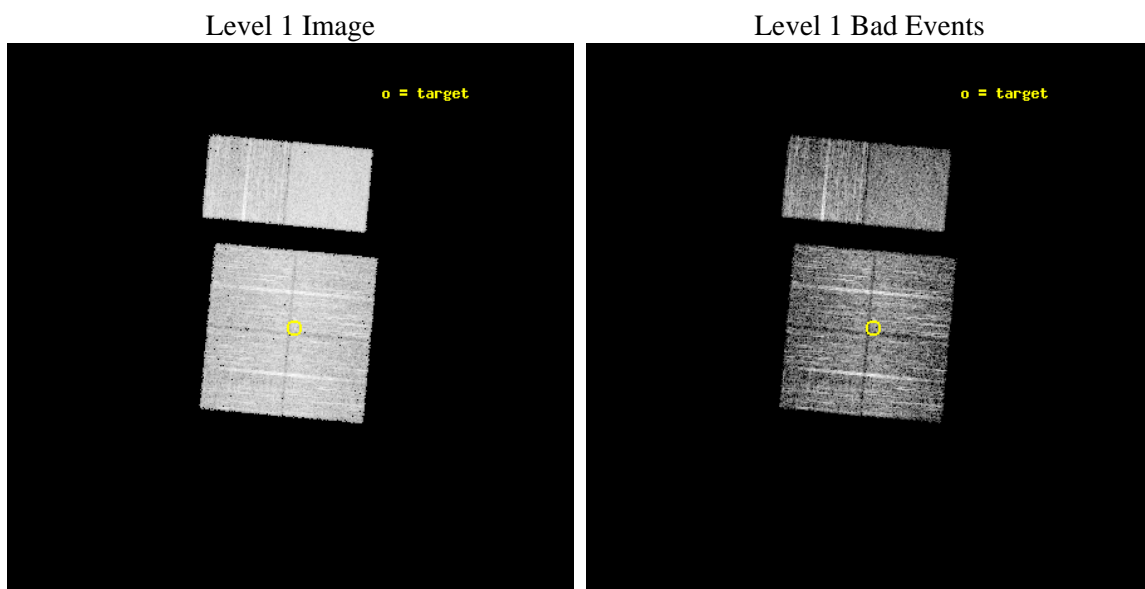 Level 1 Image
Level 1 Bad Events
o = target
o = target